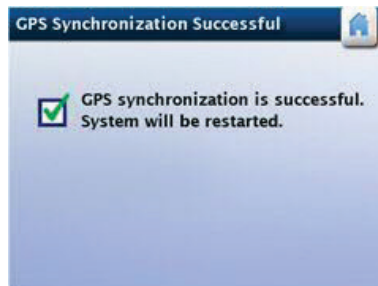 GPS Synchronization Successful
GPS synchronization is successful.
System will be restarted.